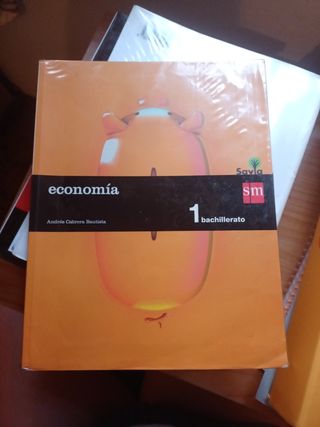 economía
Andrés Cabrera Bautista
Savia
sm
1 bachillerato